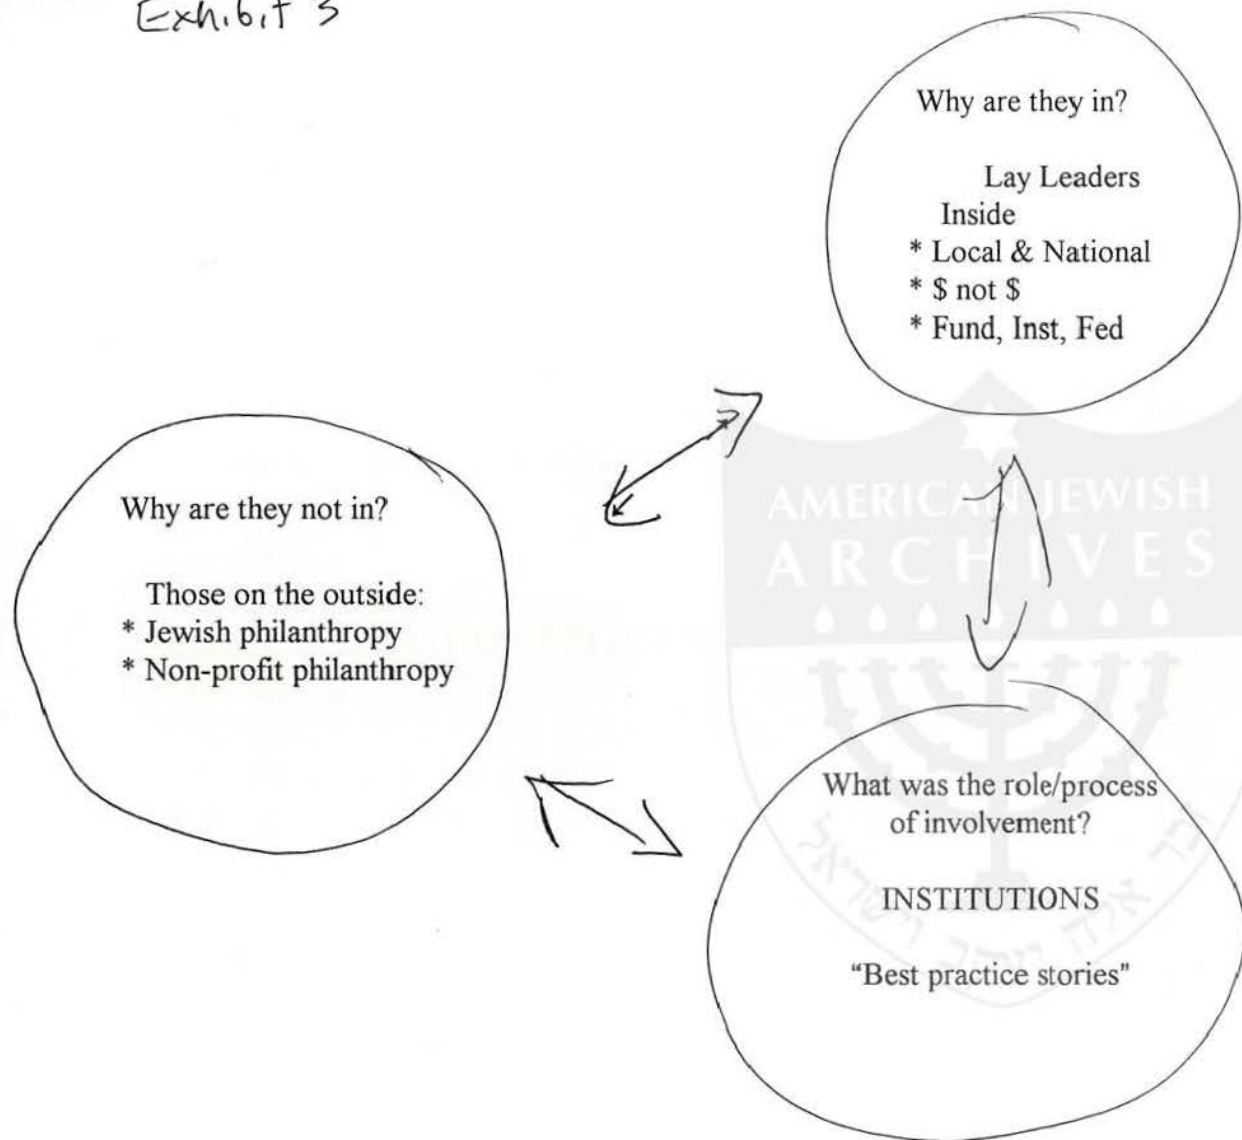 Exhibit 3
Why are they in?
Lay Leaders
Inside
* Local & National
* $ not $
* Fund, Inst, Fed
Why are they not in?
Those on the outside:
* Jewish philanthropy
* Non-profit philanthropy
What was the role/process
of involvement?
INSTITUTIONS
“Best practice stories"
AMERICAN JEWISH
ARCHIVES